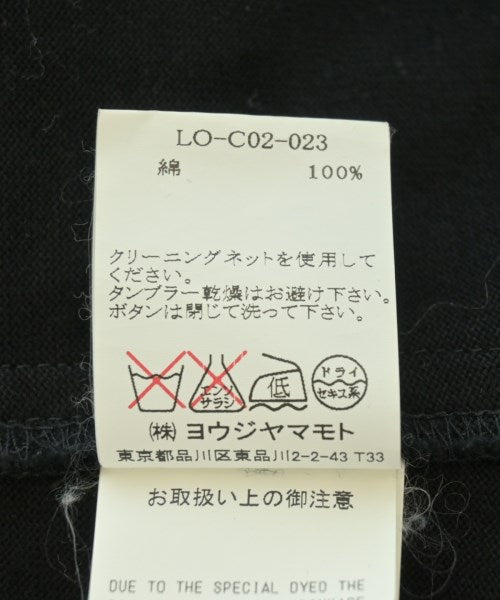 LO-C02-023
綿 100%
クリーニングネットを使用して
ください。
タンブラー乾燥はお避け下さい。
ボタンは閉じて洗って下さい。
エンソ
サラシ
低
ドライ
セキユ系
(株) ヨウジヤマモト
東京都品川区東品川2-2-43 T33
お取扱い上の御注意
DUE TO THE SPECIAL DYED THE